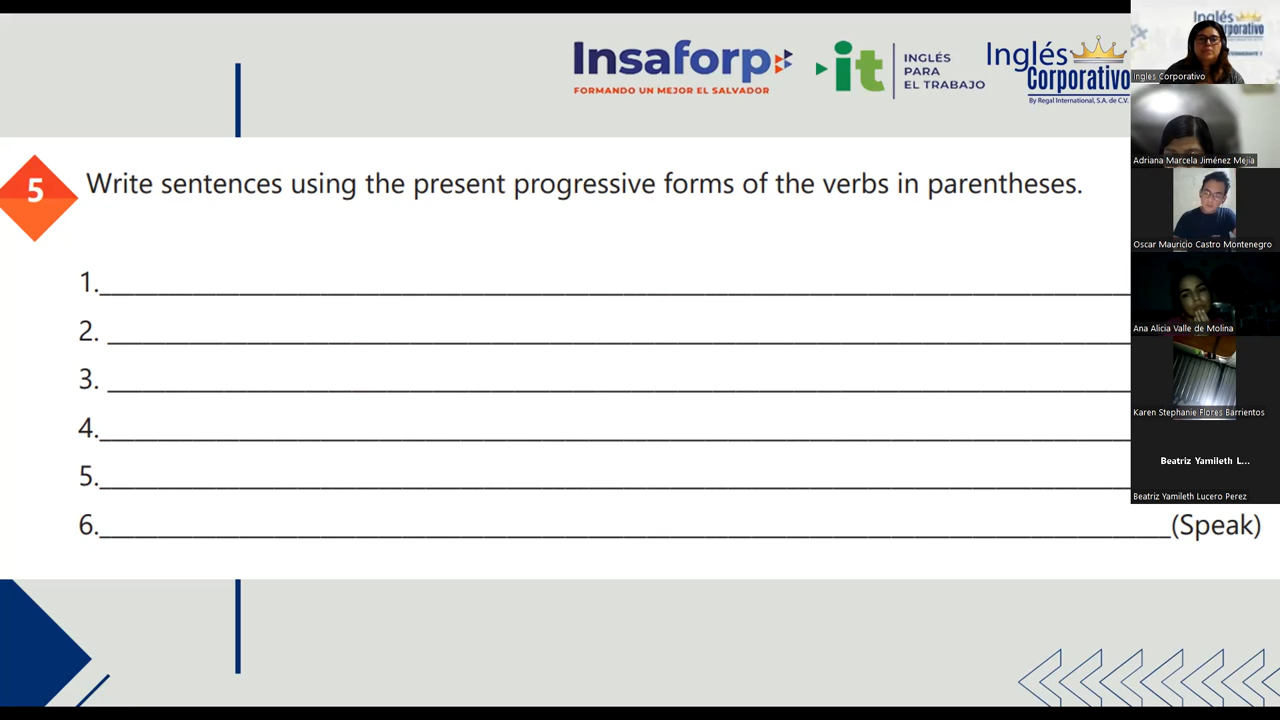 Insaforp
FORMANDO UN MEJOR EL SALVADOR
it
INGLÉS
PARA
EL TRABAJO
Inglés
Corporativo
By Regal International, S.A. de C.V.
5
Write sentences using the present progressive forms of the verbs in parentheses.
1.
2.
3.
4.
5.
6. (Speak)
Inglés
Ingles Corporativo
Adriana Marcela Jiménez Mejía
Oscar Mauricio Castro Montenegro
Ana Alicia Valle de Molina
Karen Stephanie Flores Barrientos
Beatriz Yamileth L...
Beatriz Yamileth Lucero Perez